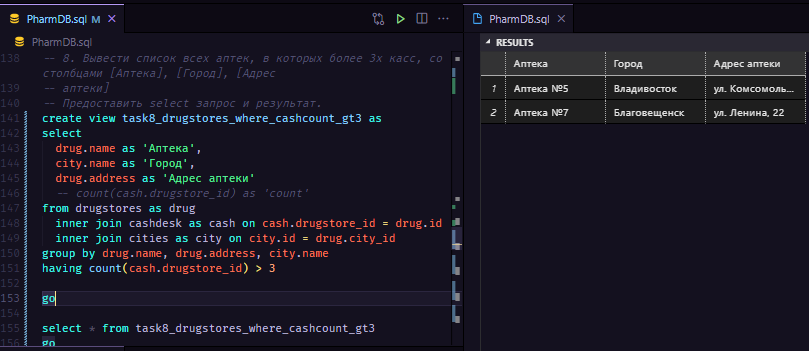 PharmDB.sql M
PharmDB.sql
138 -- 8. Вывести список всех аптек, в которых более 3х касс, со
столбцами [Аптека], [Город], [Адрес
139 -- аптеки]
140 -- Предоставить select запрос и результат.
141 create view task8_drugstores_where_cashcount_gt3 as
142 select
143 drug.name as 'Аптека',
144 city.name as 'Город',
145 drug.address as 'Адрес аптеки'
146 -- count(cash.drugstore_id) as 'count'
147 from drugstores as drug
148 inner join cashdesk as cash on cash.drugstore_id = drug.id
149 inner join cities as city on city.id = drug.city_id
150 group by drug.name, drug.address, city.name
151 having count(cash.drugstore_id) > 3
152
153 go
154
155 select * from task8_drugstores_where_cashcount_gt3
go
PharmDB.sql
RESULTS
Аптека Город Адрес аптеки
1 Аптека №5 Владивосток ул. Комсомоль...
2 Аптека №7 Благовещенск ул. Ленина, 22